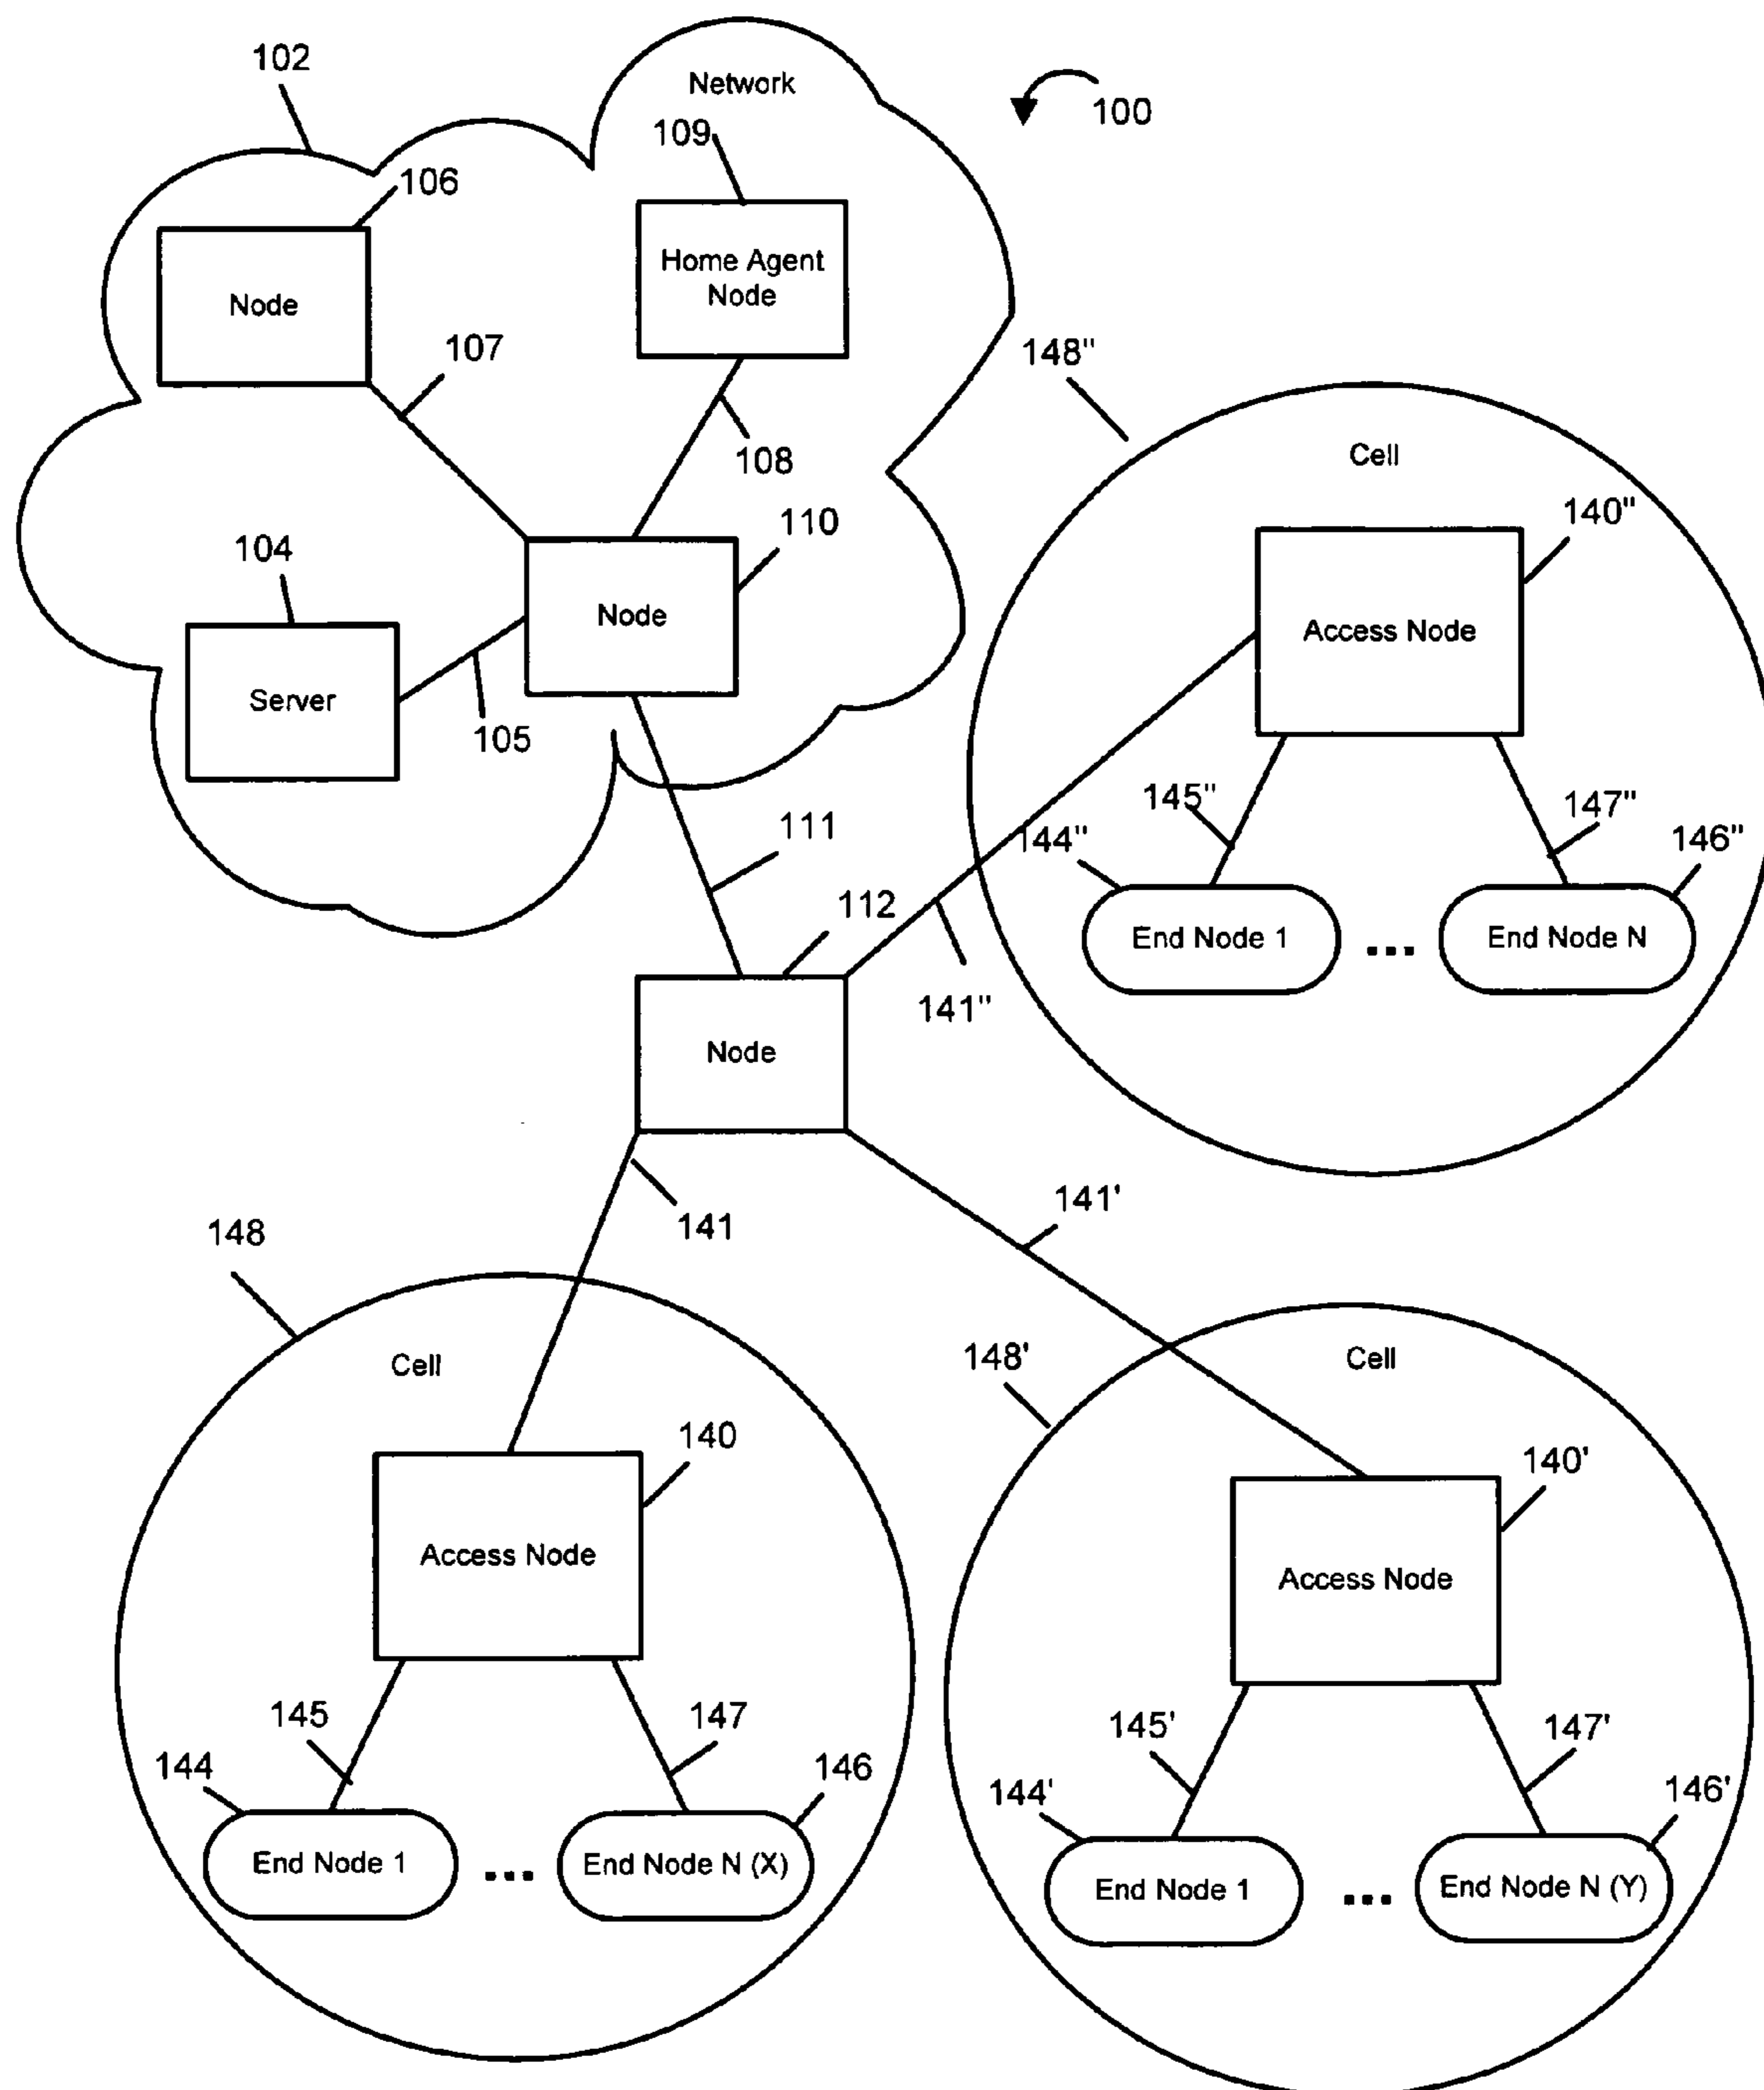 102
Network
100
109
106
Home Agent
Node
Node
107
148"
108
Cell
140"
110
104
Node
Access Node
Server
105
145"
147"
111
144"
146"
112
End Node 1
...
End Node N
141"
Node
141'
141
148
Cell
148'
Cell
140
140'
Access Node
Access Node
145
147
145'
147'
144
146
144'
146'
End Node 1
...
End Node N (X)
End Node 1
...
End Node N (Y)